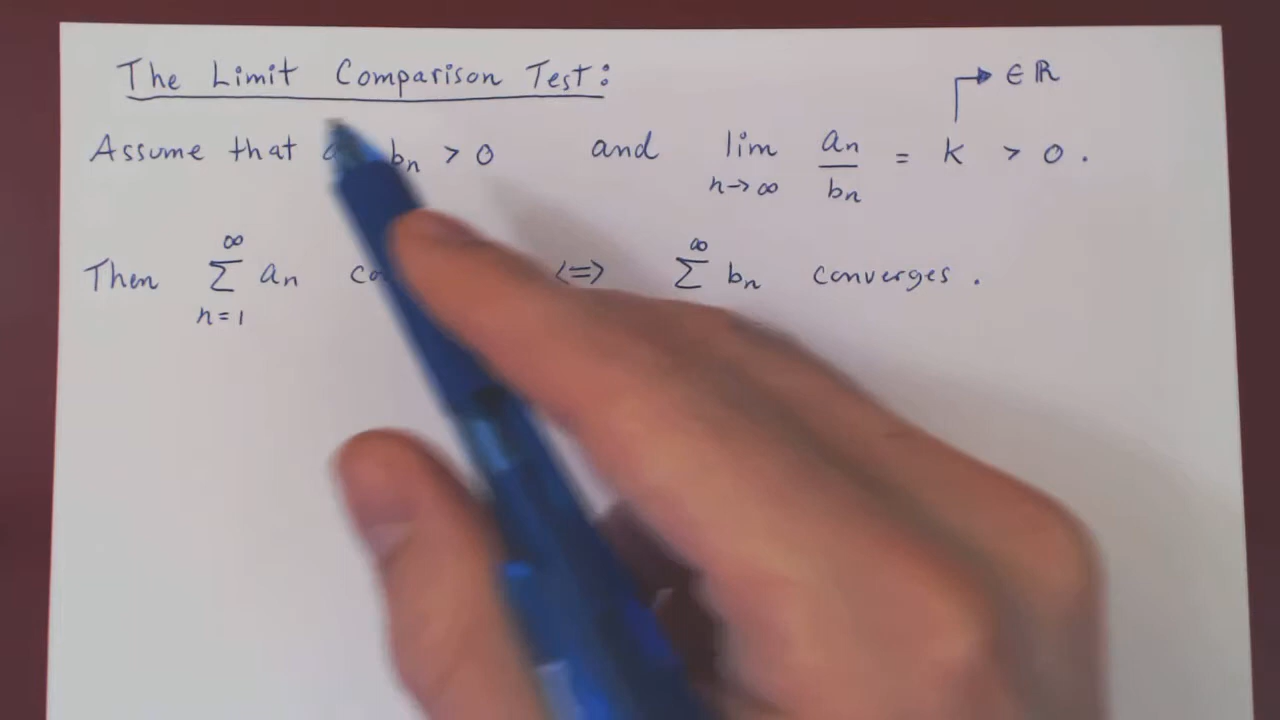 The Limit Comparison Test:
∈ ℝ
Assume that bn > 0 and lim n→∞ an / bn = k > 0.
Then ∞ Σ n=1 an <=> ∞ Σ bn converges.